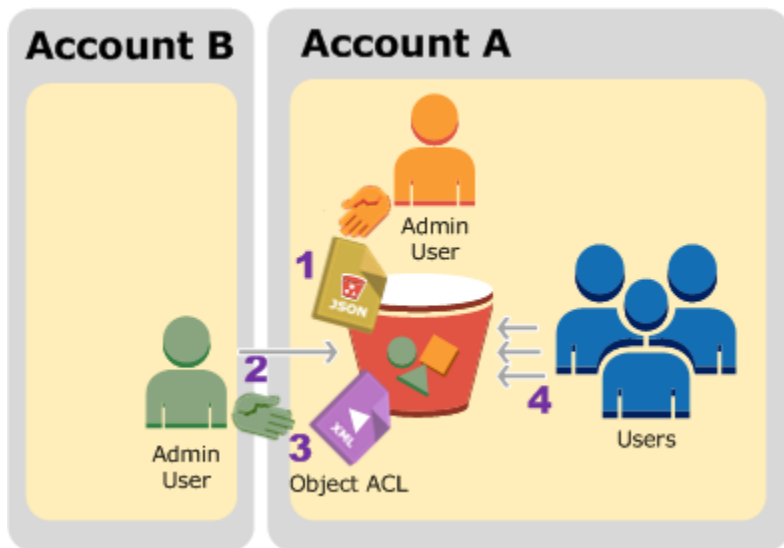 Account B
Account A
Admin
User
1
JSON
2
4
3
XML
Users
Admin
User
Object ACL